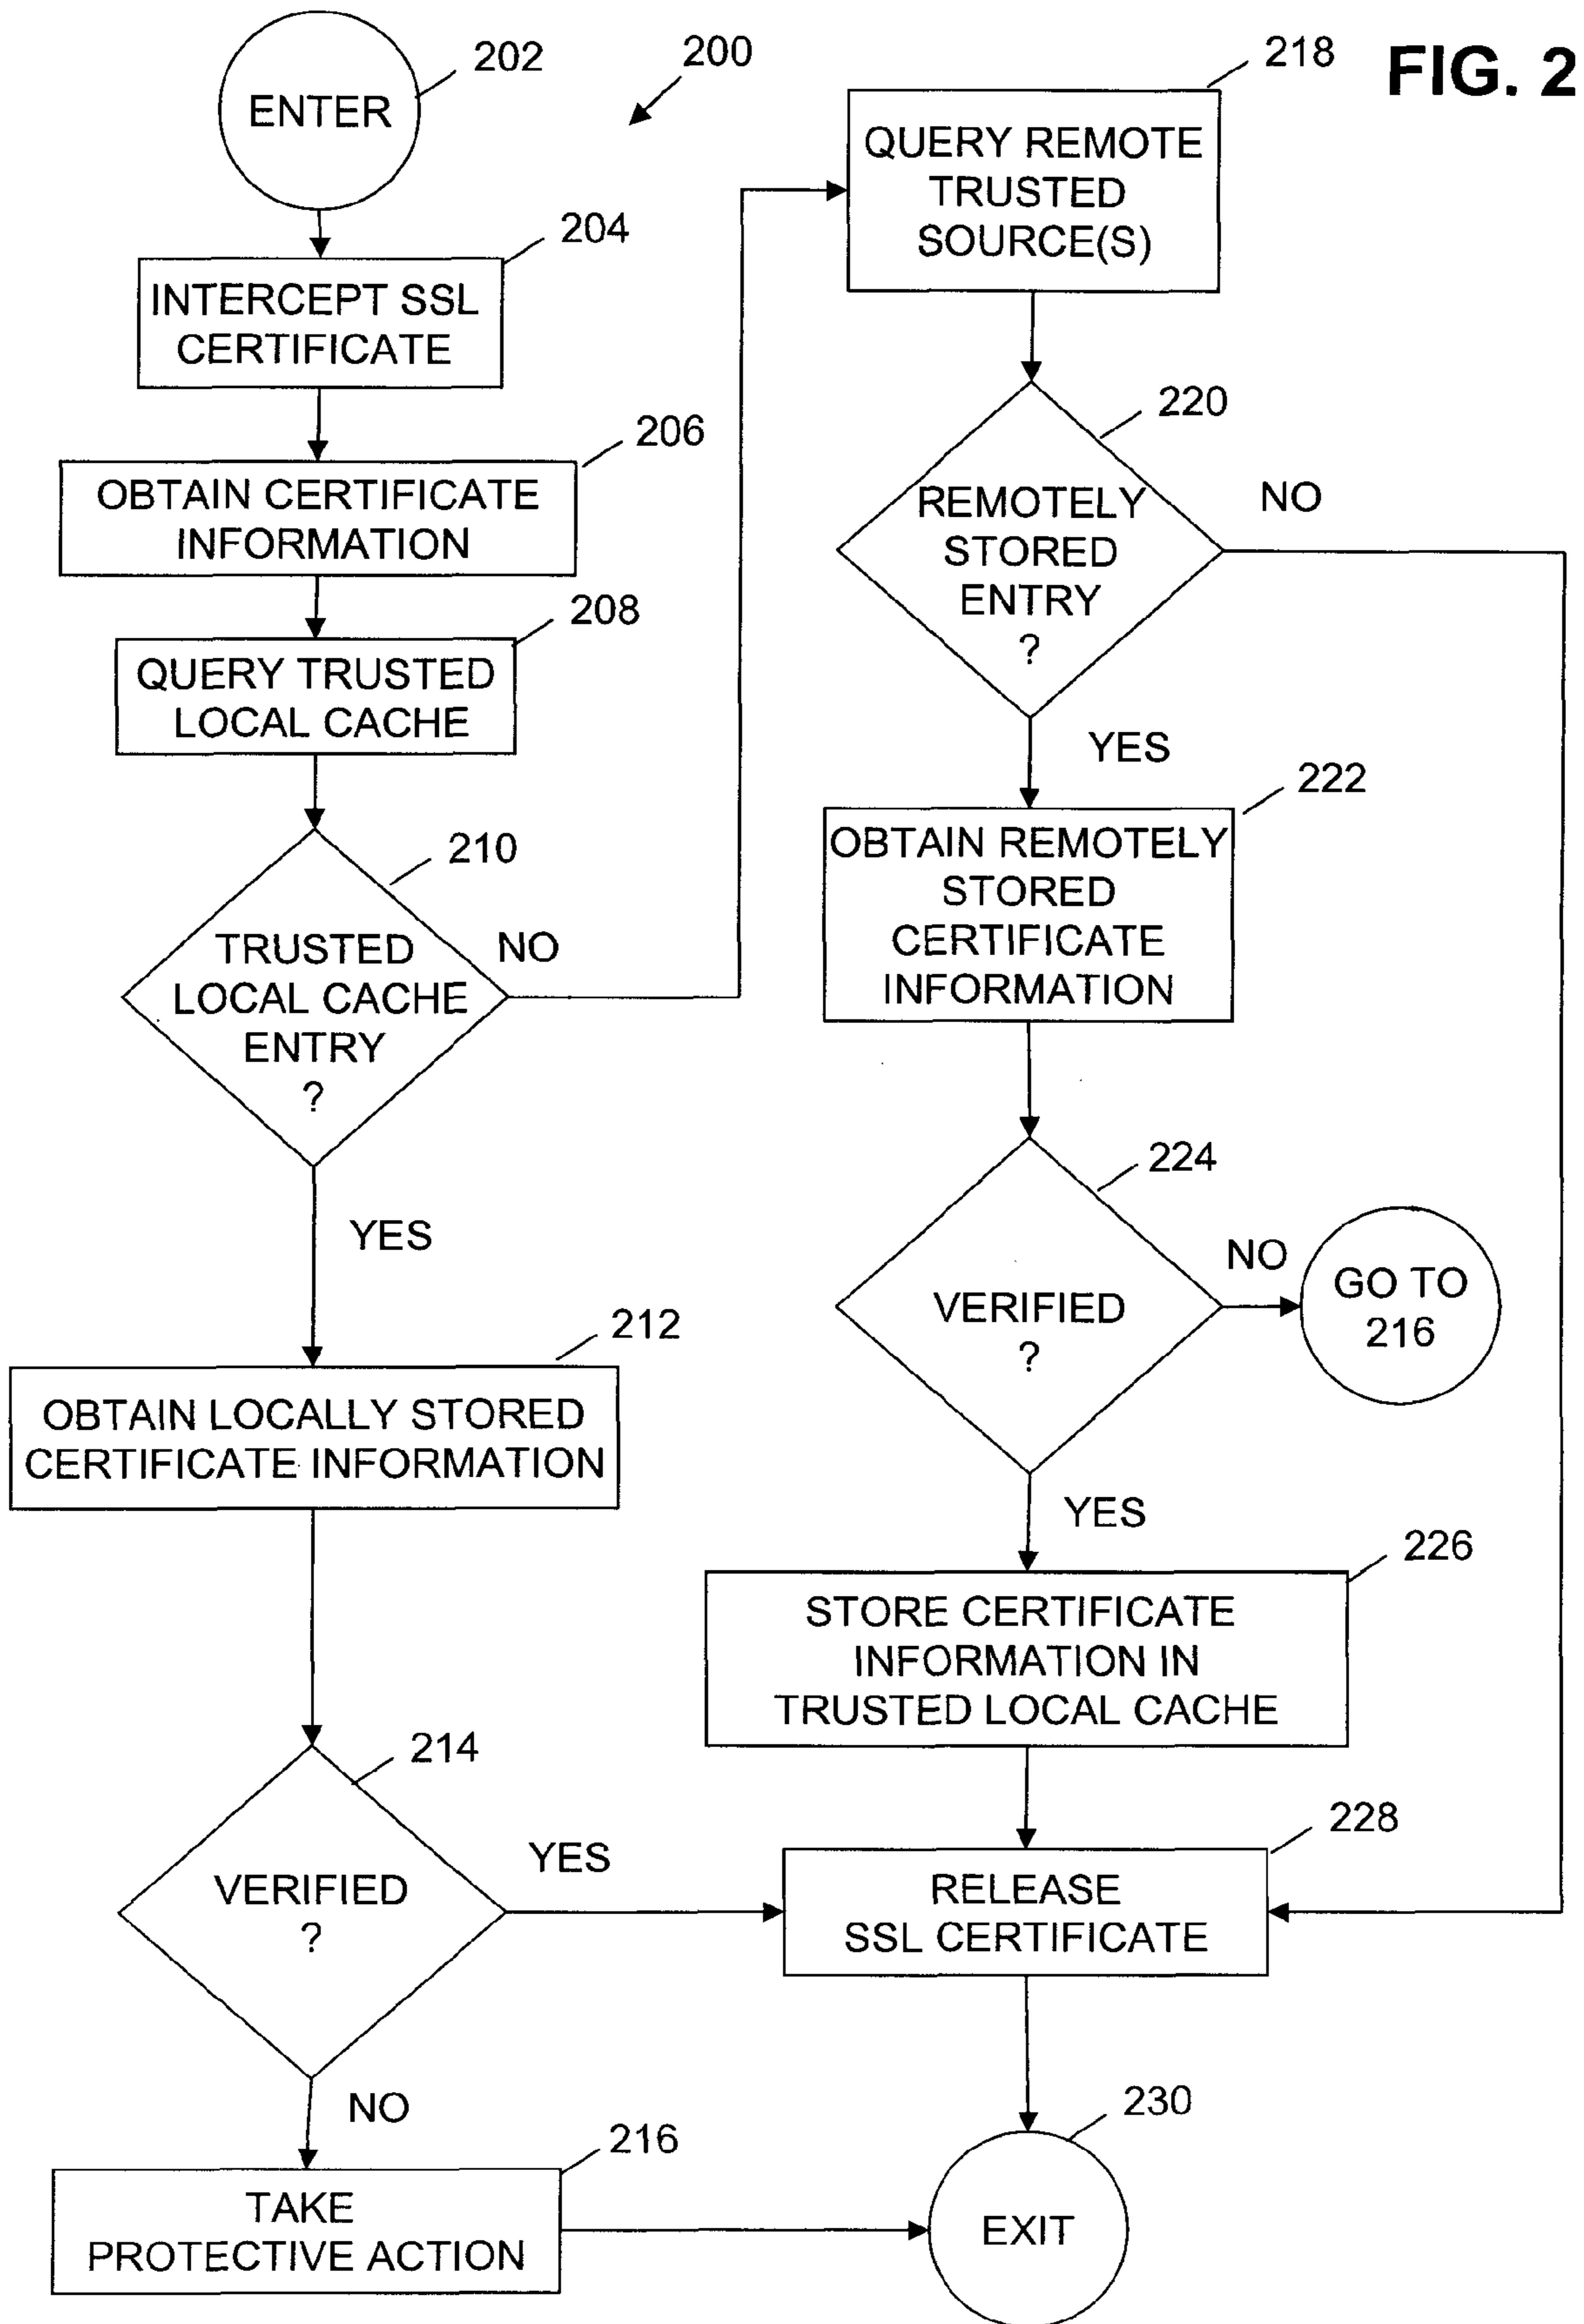 FIG. 2
200
202
ENTER
204
INTERCEPT SSL
CERTIFICATE
206
OBTAIN CERTIFICATE
INFORMATION
208
QUERY TRUSTED
LOCAL CACHE
210
TRUSTED
LOCAL CACHE
ENTRY
?
NO
YES
212
OBTAIN LOCALLY STORED
CERTIFICATE INFORMATION
214
VERIFIED
?
YES
NO
216
TAKE
PROTECTIVE ACTION
218
QUERY REMOTE
TRUSTED
SOURCE(S)
220
REMOTELY
STORED
ENTRY
?
NO
YES
222
OBTAIN REMOTELY
STORED
CERTIFICATE
INFORMATION
224
VERIFIED
?
NO
GO TO
216
YES
226
STORE CERTIFICATE
INFORMATION IN
TRUSTED LOCAL CACHE
228
RELEASE
SSL CERTIFICATE
230
EXIT